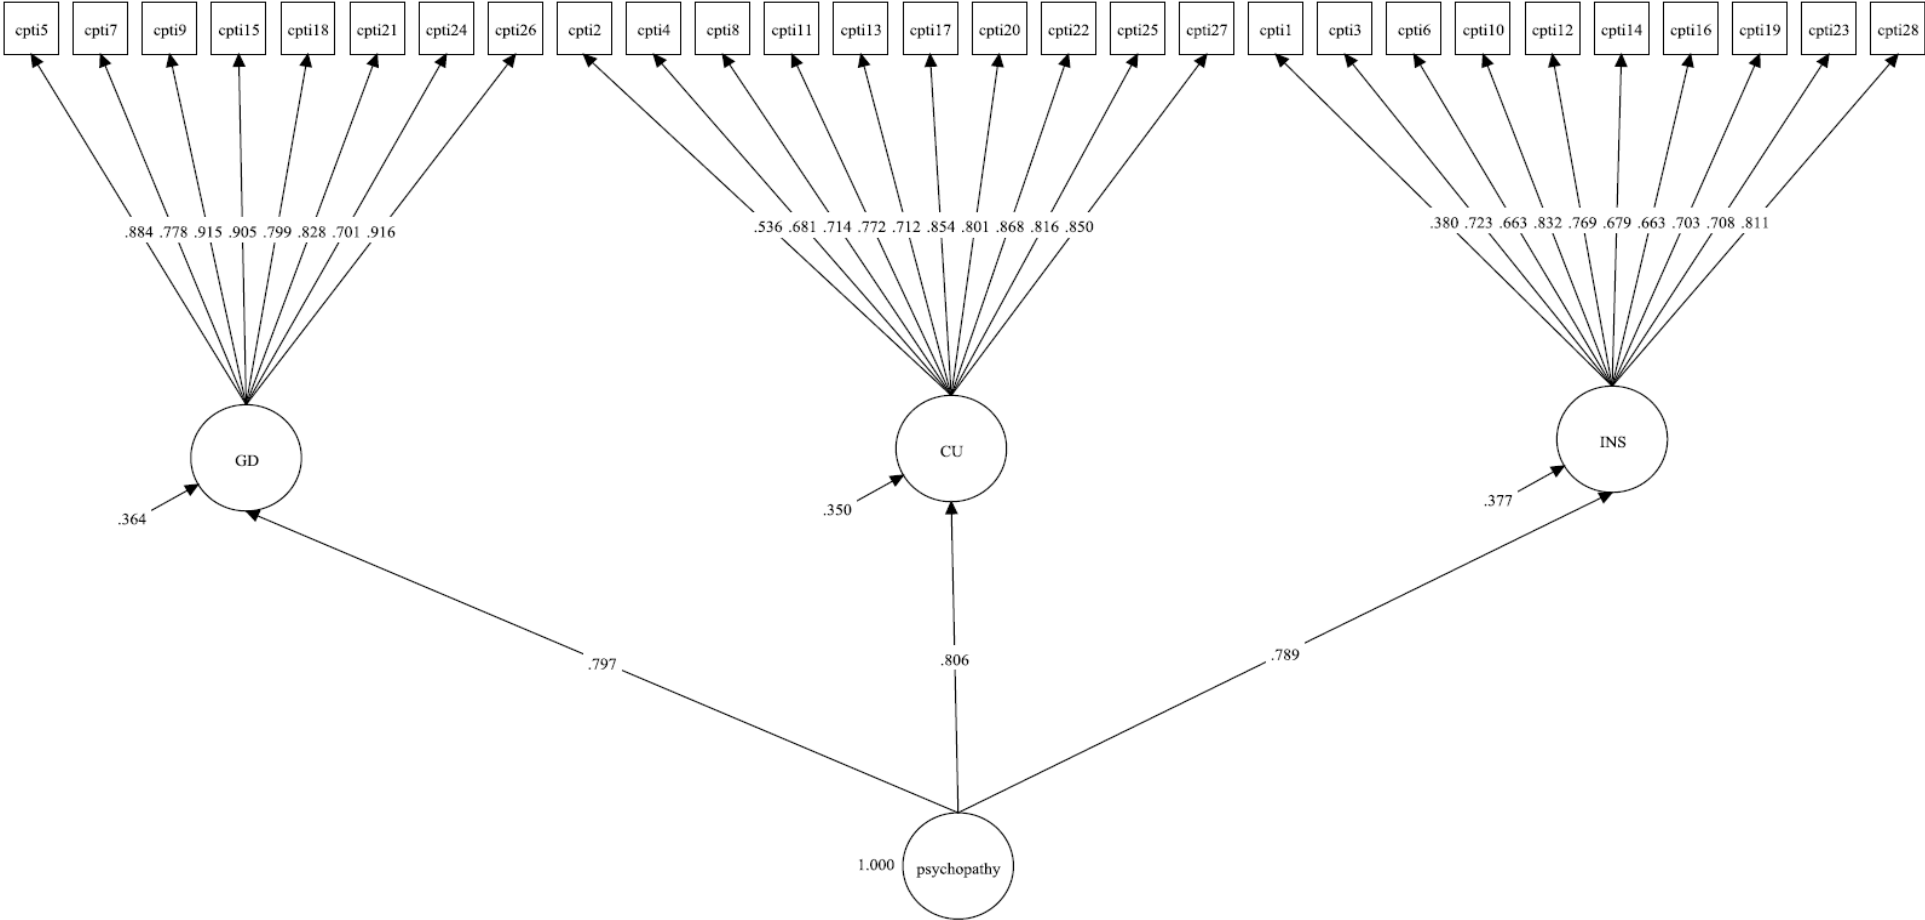 cpti5 cpti7 cpti9 cpti15 cpti18 cpti21 cpti24 cpti26 cpti2 cpti4 cpti8 cpti11 cpti13 cpti17 cpti20 cpti22 cpti25 cpti27 cpti1 cpti3 cpti6 cpti10 cpti12 cpti14 cpti16 cpti19 cpti23 cpti28
.884 .778 .915 .905 .799 .828 .701 .916
.536 .681 .714 .772 .712 .854 .801 .868 .816 .850
.380 .723 .663 .832 .769 .679 .663 .703 .708 .811
GD
CU
INS
.364
.350
.377
.797
.806
.789
1.000
psychopathy